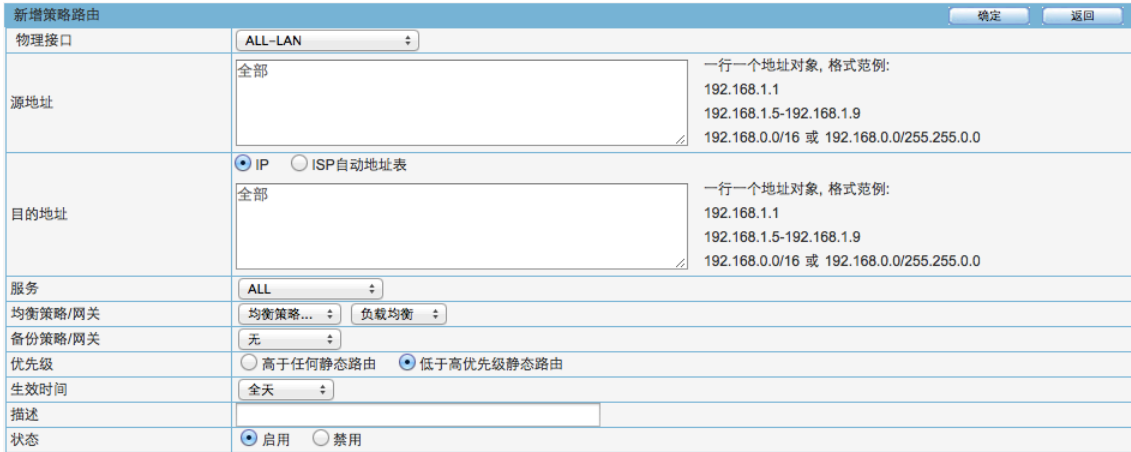 新增策略路由 确定 返回
物理接口 ALL-LAN
源地址 全部 一行一个地址对象, 格式范例:
192.168.1.1
192.168.1.5-192.168.1.9
192.168.0.0/16 或 192.168.0.0/255.255.0.0
IP ISP自动地址表
目的地址 全部 一行一个地址对象, 格式范例:
192.168.1.1
192.168.1.5-192.168.1.9
192.168.0.0/16 或 192.168.0.0/255.255.0.0
服务 ALL
均衡策略/网关 均衡策略... 负载均衡
备份策略/网关 无
优先级 高于任何静态路由 低于高优先级静态路由
生效时间 全天
描述
状态 启用 禁用